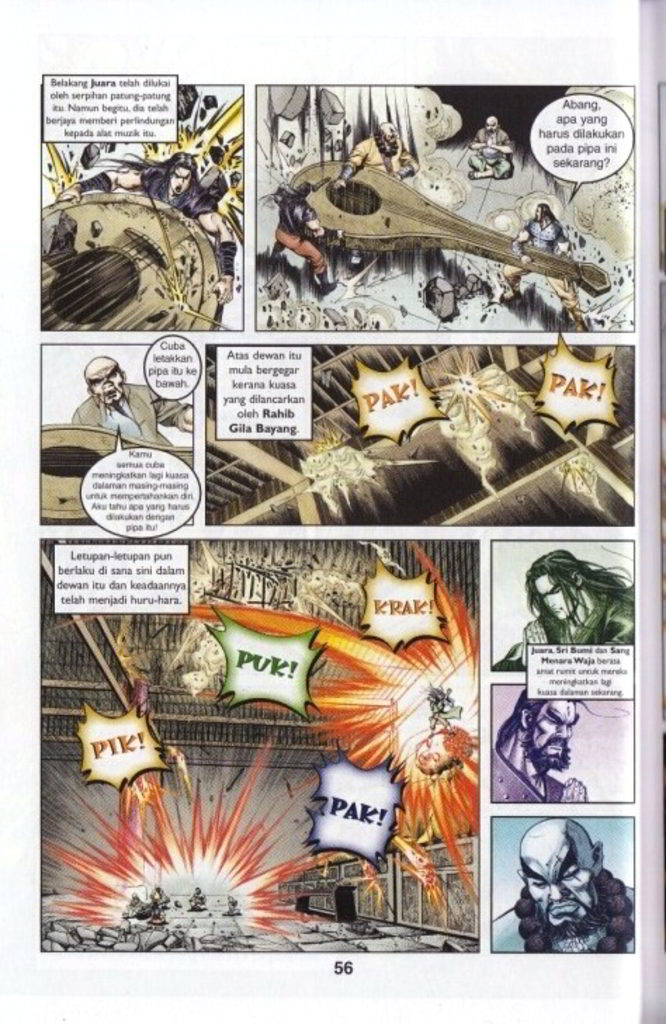 Belakang Juara telah dilukai
oleh serpihan patung-patung
itu. Namun begitu, dia telah
berjaya memberi perlindungan
kepada alat muzik itu.
Abang,
apa yang
harus dilakukan
pada pipa ini
sekarang?
Cuba
letakkan
pipa itu ke
bawah.
Kamu
semua cuba
meningkatkan lagi kuasa
dalaman masing-masing
untuk mempertahankan diri.
Aku tahu apa yang harus
dilakukan dengan
pipa itu!
Atas dewan itu
mula bergegar
kerana kuasa
yang dilancarkan
oleh Rahib
Gila Bayang.
PAK!
PAK!
Letupan-letupan pun
berlaku di sana sini dalam
dewan itu dan keadaannya
telah menjadi huru-hara.
KRAK!
PUK!
PIK!
PAK!
Juara, Sri Bumi dan Sang
Menara Waja berasa
amat rumit untuk mereka
meningkatkan lagi
kuasa dalaman sekarang.
56